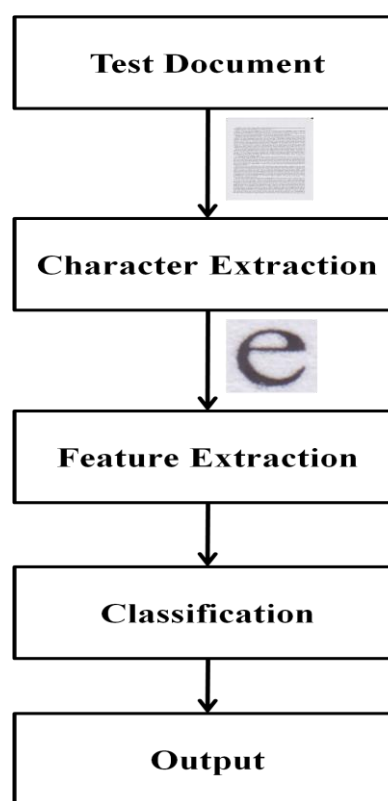 Test Document
Character Extraction
e
Feature Extraction
Classification
Output